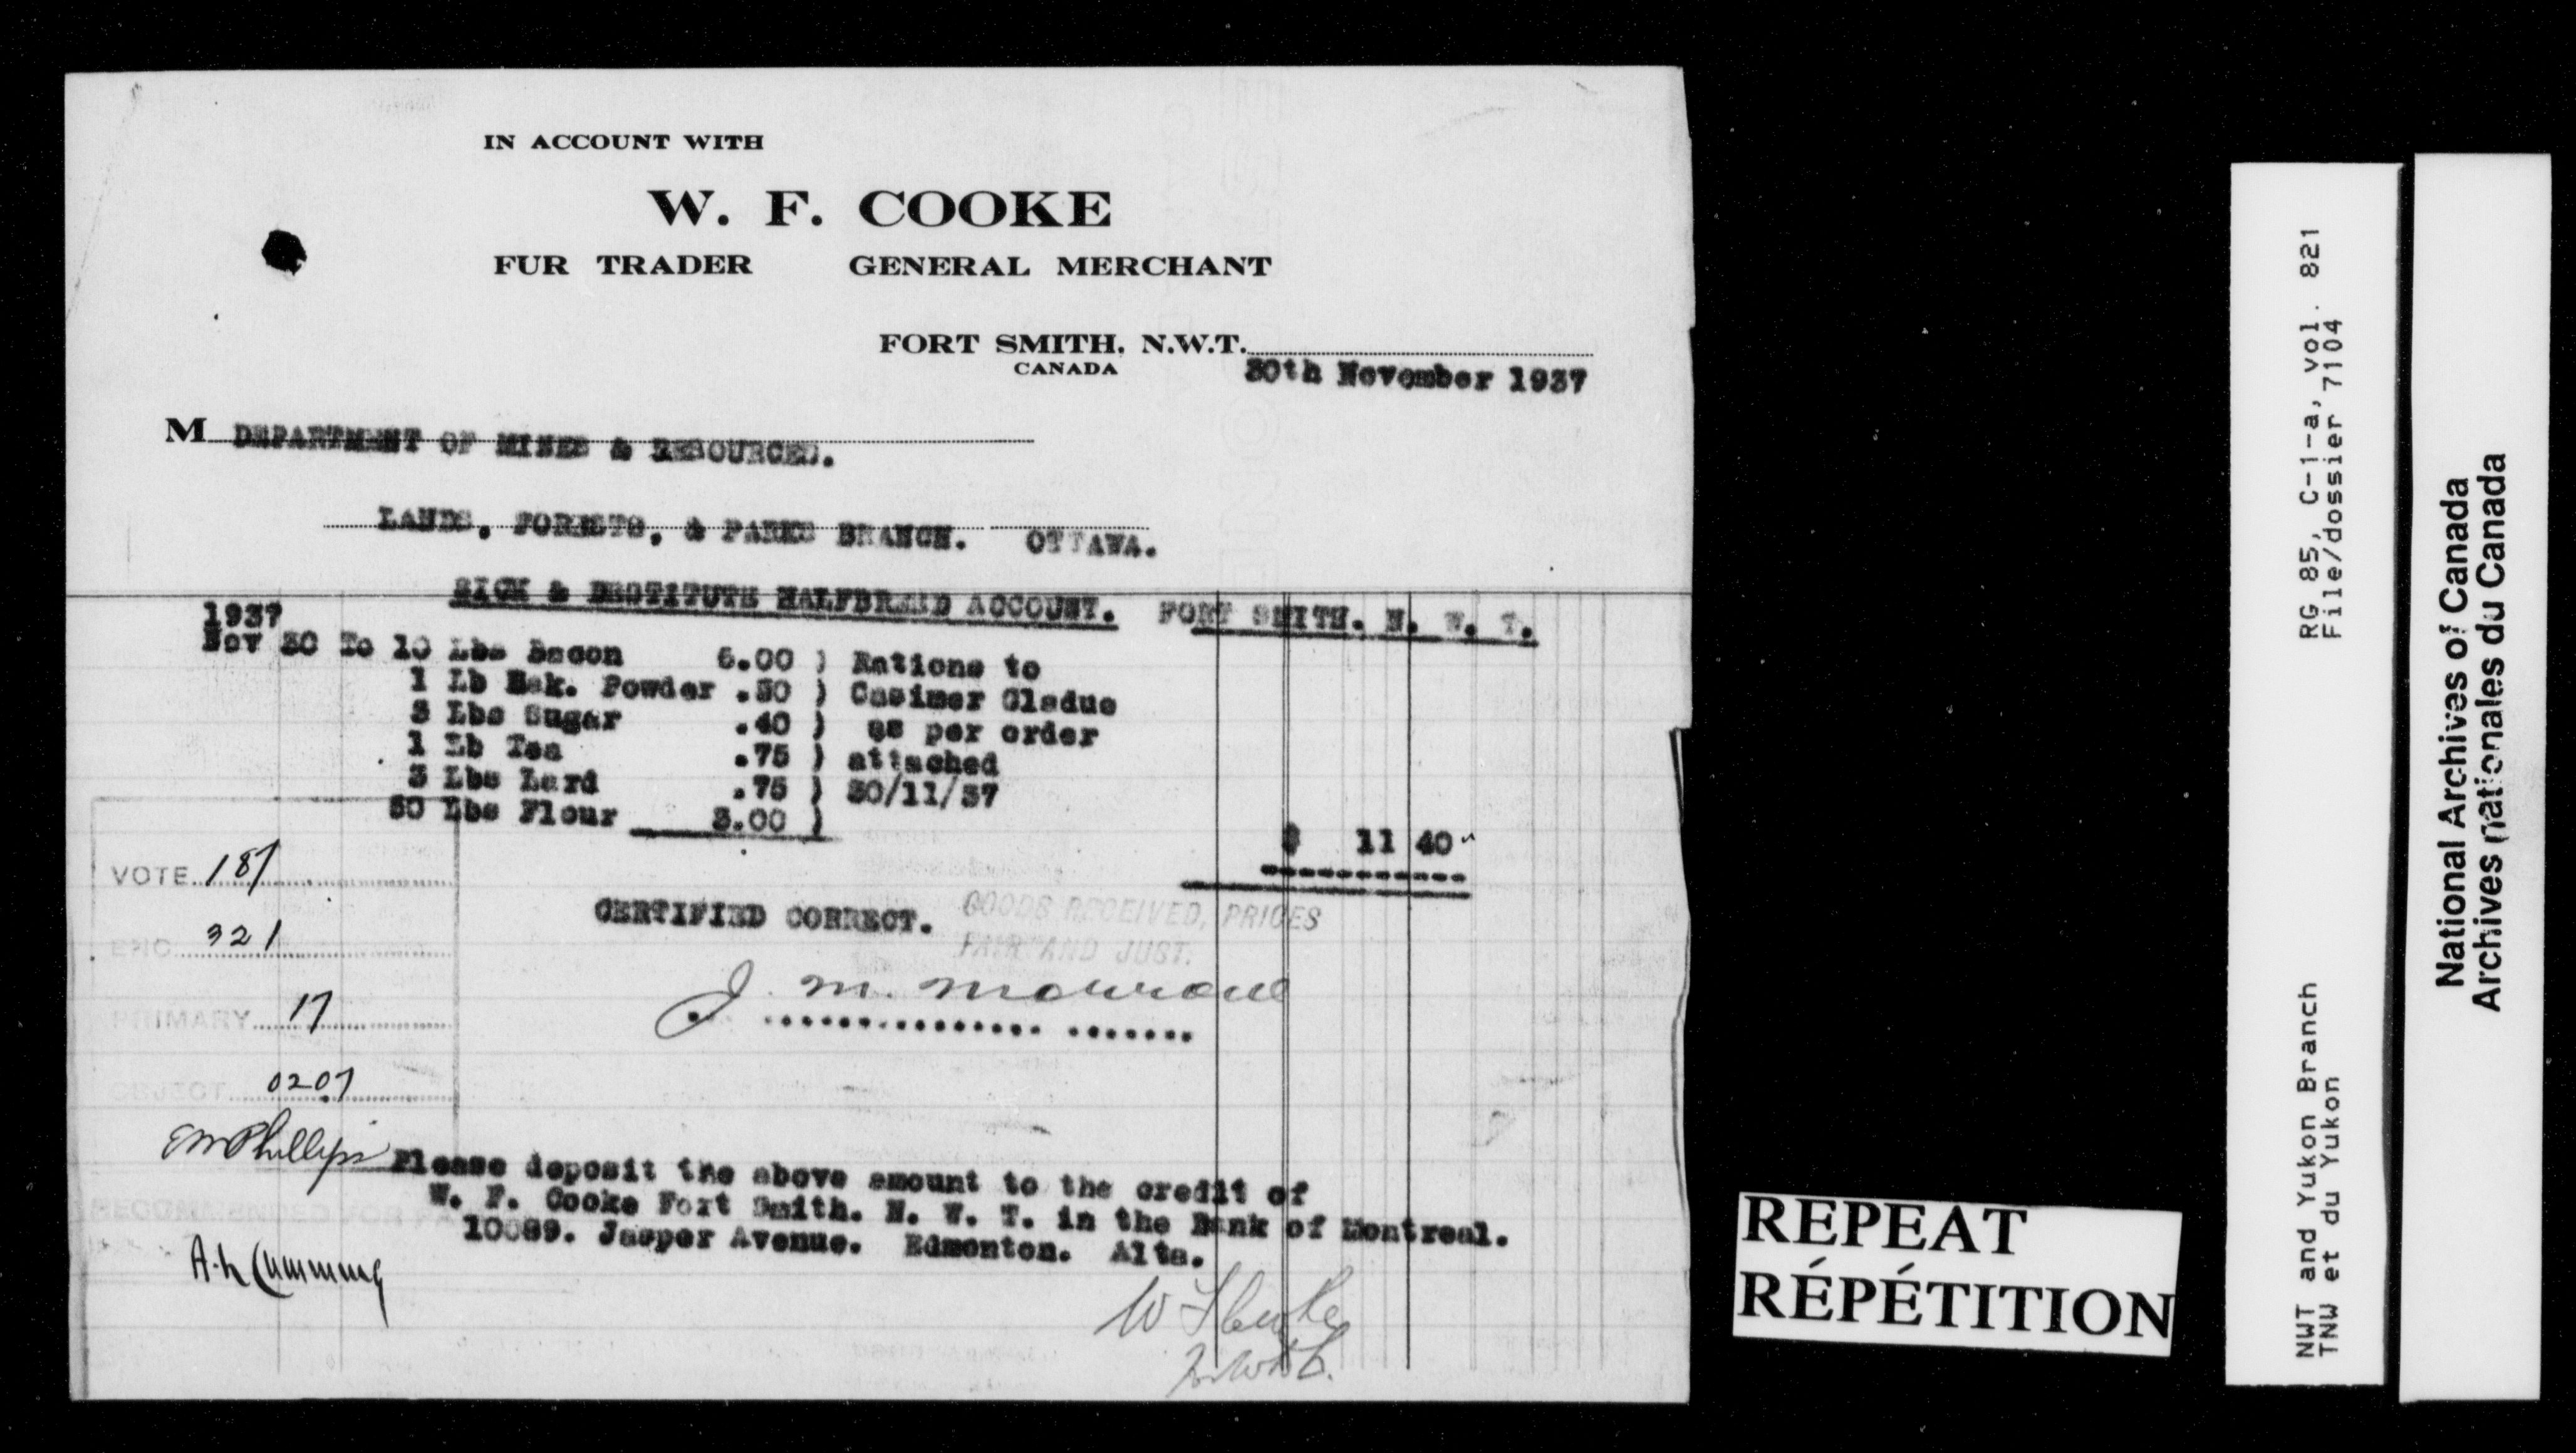 IN ACCOUNT WITH
W. F. COOKE
FUR TRADER GENERAL MERCHANT
FORT SMITH, N.W.T.
CANADA
30th November 1937
M DEPARTMENT OF MINES & RESOURCES.
LANDS, FORESTS, & PARKS BRANCH. OTTAWA.
SICK & DESTITUTE HALFBREED ACCOUNT. FORT SMITH. N. W. T.
1937
Nov 30 To 10 Lbs Bacon 6.00 ) Rations to
1 Lb Bak. Powder .50 ) Casimer Gladue
3 Lbs Sugar .40 ) as per order
1 Lb Tea .75 ) attached
3 Lbs Lard .75 ) 30/11/37
50 Lbs Flour 3.00 )
$ 11 40
VOTE 187
CERTIFIED CORRECT. GOODS RECEIVED, PRICES
FAIR AND JUST.
ENC. 321
J. M.
PRIMARY 17
OBJECT 0207
EM Phillips
Please deposit the above amount to the credit of
W. F. Cooke Fort Smith. N. W. T. in the Bank of Montreal.
10089. Jasper Avenue. Edmonton. Alta.
RECOMMENDED FOR
A. L. Cumming
W F Cooke
REPEAT
RÉPÉTITION
RG 85, C-1-a, vol. 821
File/dossier 7104
NWT and Yukon Branch
TNW et du Yukon
National Archives of Canada
Archives nationales du Canada